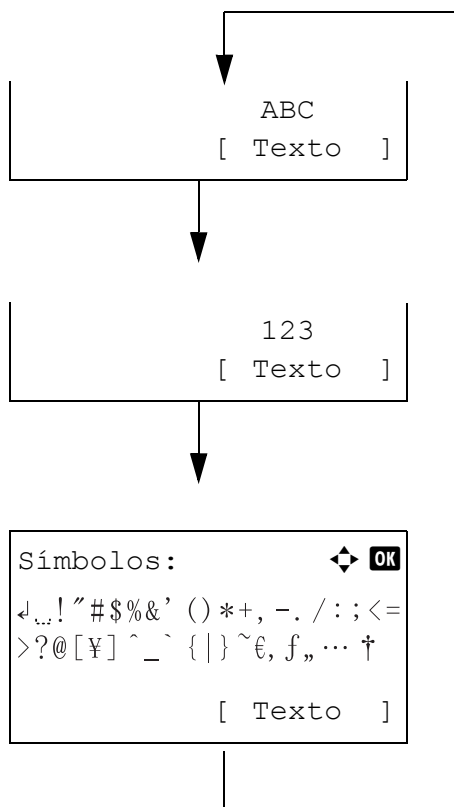 ABC
[ Texto ]
123
[ Texto ]
Símbolos: OK
↲␣!"#$%&’()*+,-./:;<=
>?@[¥]^_`{|}~€‚ƒ„…†
[ Texto ]